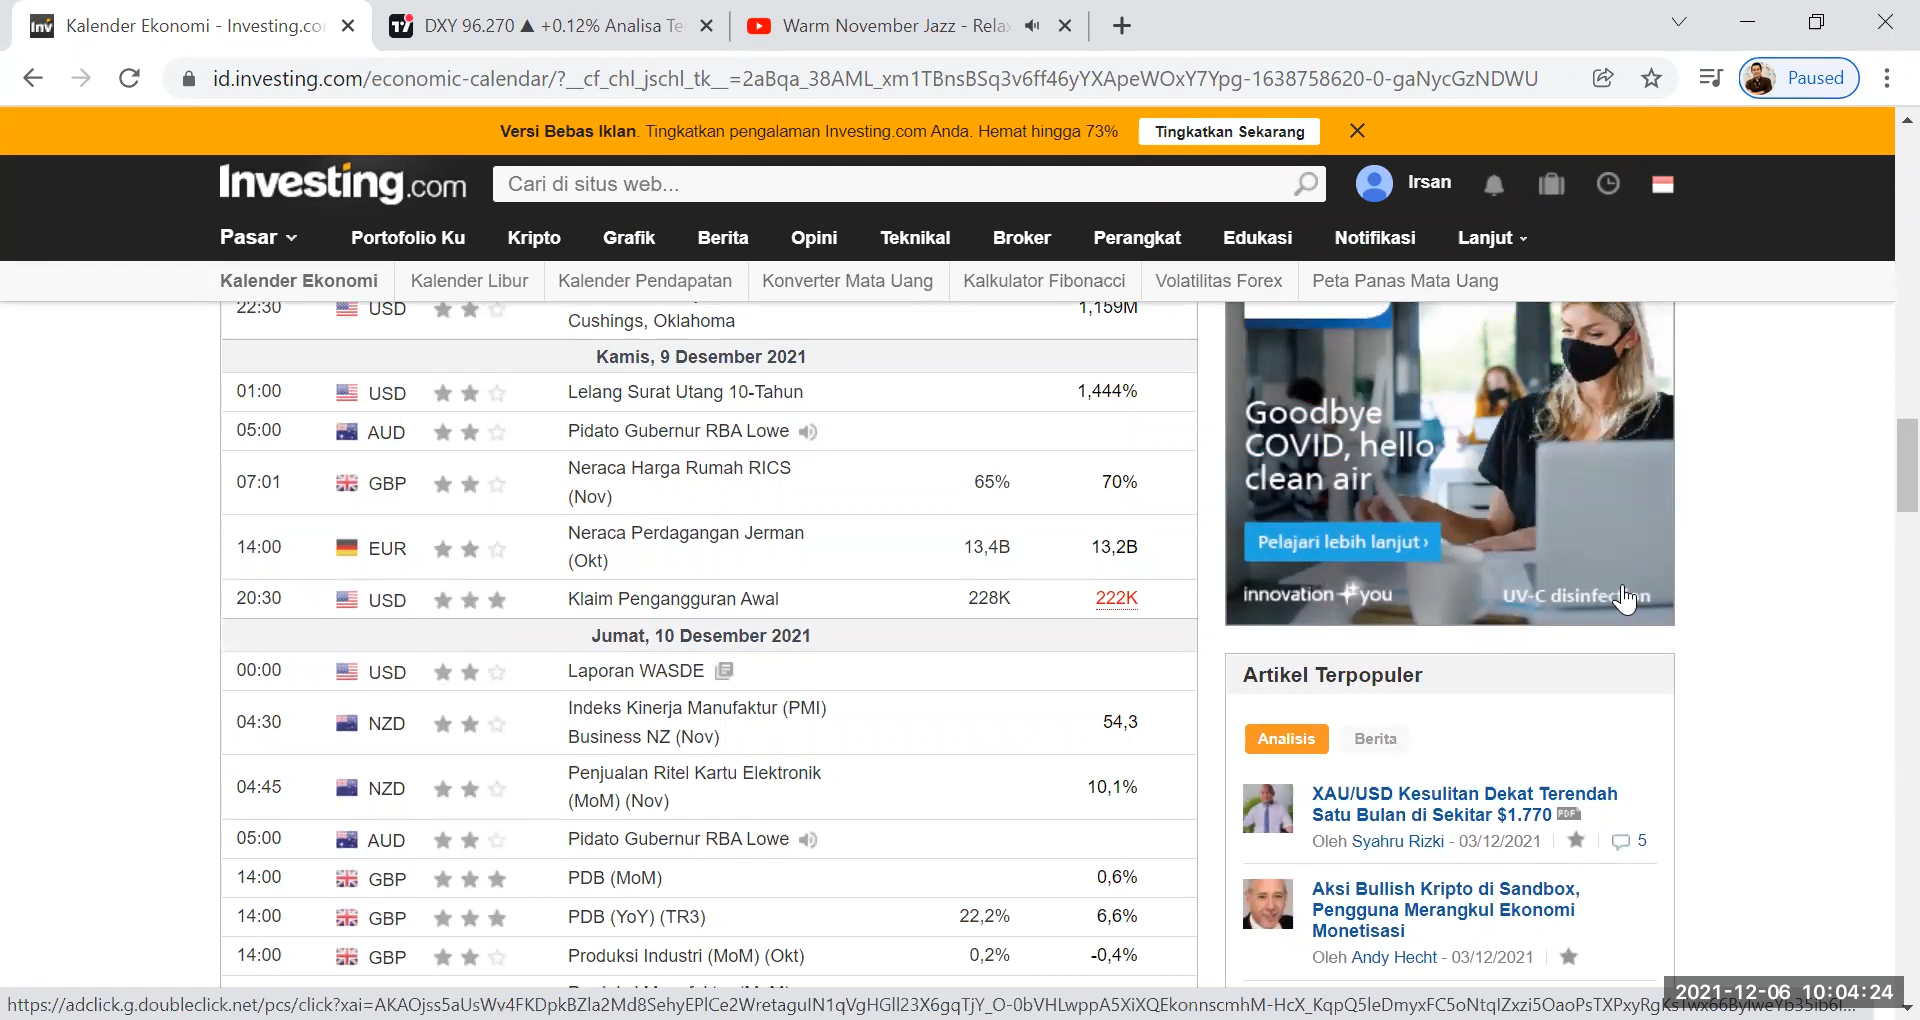 Kalender Ekonomi - Investing.co
DXY 96.270 ▲ +0.12% Analisa Te
Warm November Jazz - Rela
id.investing.com/economic-calendar/?__cf_chl_jschl_tk__=2aBqa_38AML_xm1TBnsBSq3v6ff46yYXApeWOxY7Ypg-1638758620-0-gaNycGzNDWU
Paused
Versi Bebas Iklan. Tingkatkan pengalaman Investing.com Anda. Hemat hingga 73%
Tingkatkan Sekarang
Investing.com
Cari di situs web...
Irsan
Pasar
Portofolio Ku
Kripto
Grafik
Berita
Opini
Teknikal
Broker
Perangkat
Edukasi
Notifikasi
Lanjut
Kalender Ekonomi
Kalender Libur
Kalender Pendapatan
Konverter Mata Uang
Kalkulator Fibonacci
Volatilitas Forex
Peta Panas Mata Uang
22:30 USD Cushings, Oklahoma 1,159M
Kamis, 9 Desember 2021
01:00 USD Lelang Surat Utang 10-Tahun 1,444%
05:00 AUD Pidato Gubernur RBA Lowe
07:01 GBP Neraca Harga Rumah RICS 65% 70%
(Nov)
14:00 EUR Neraca Perdagangan Jerman 13,4B 13,2B
(Okt)
20:30 USD Klaim Pengangguran Awal 228K 222K
Jumat, 10 Desember 2021
00:00 USD Laporan WASDE
04:30 NZD Indeks Kinerja Manufaktur (PMI) 54,3
Business NZ (Nov)
04:45 NZD Penjualan Ritel Kartu Elektronik 10,1%
(MoM) (Nov)
05:00 AUD Pidato Gubernur RBA Lowe
14:00 GBP PDB (MoM) 0,6%
14:00 GBP PDB (YoY) (TR3) 22,2% 6,6%
14:00 GBP Produksi Industri (MoM) (Okt) 0,2% -0,4%
Goodbye
COVID, hello
clean air
Pelajari lebih lanjut ›
innovation you
UV-C disinfection
Artikel Terpopuler
Analisis
Berita
XAU/USD Kesulitan Dekat Terendah
Satu Bulan di Sekitar $1.770 PDF
Oleh Syahru Rizki - 03/12/2021 5
Aksi Bullish Kripto di Sandbox,
Pengguna Merangkul Ekonomi
Monetisasi
Oleh Andy Hecht - 03/12/2021
2021-12-06 10:04:24